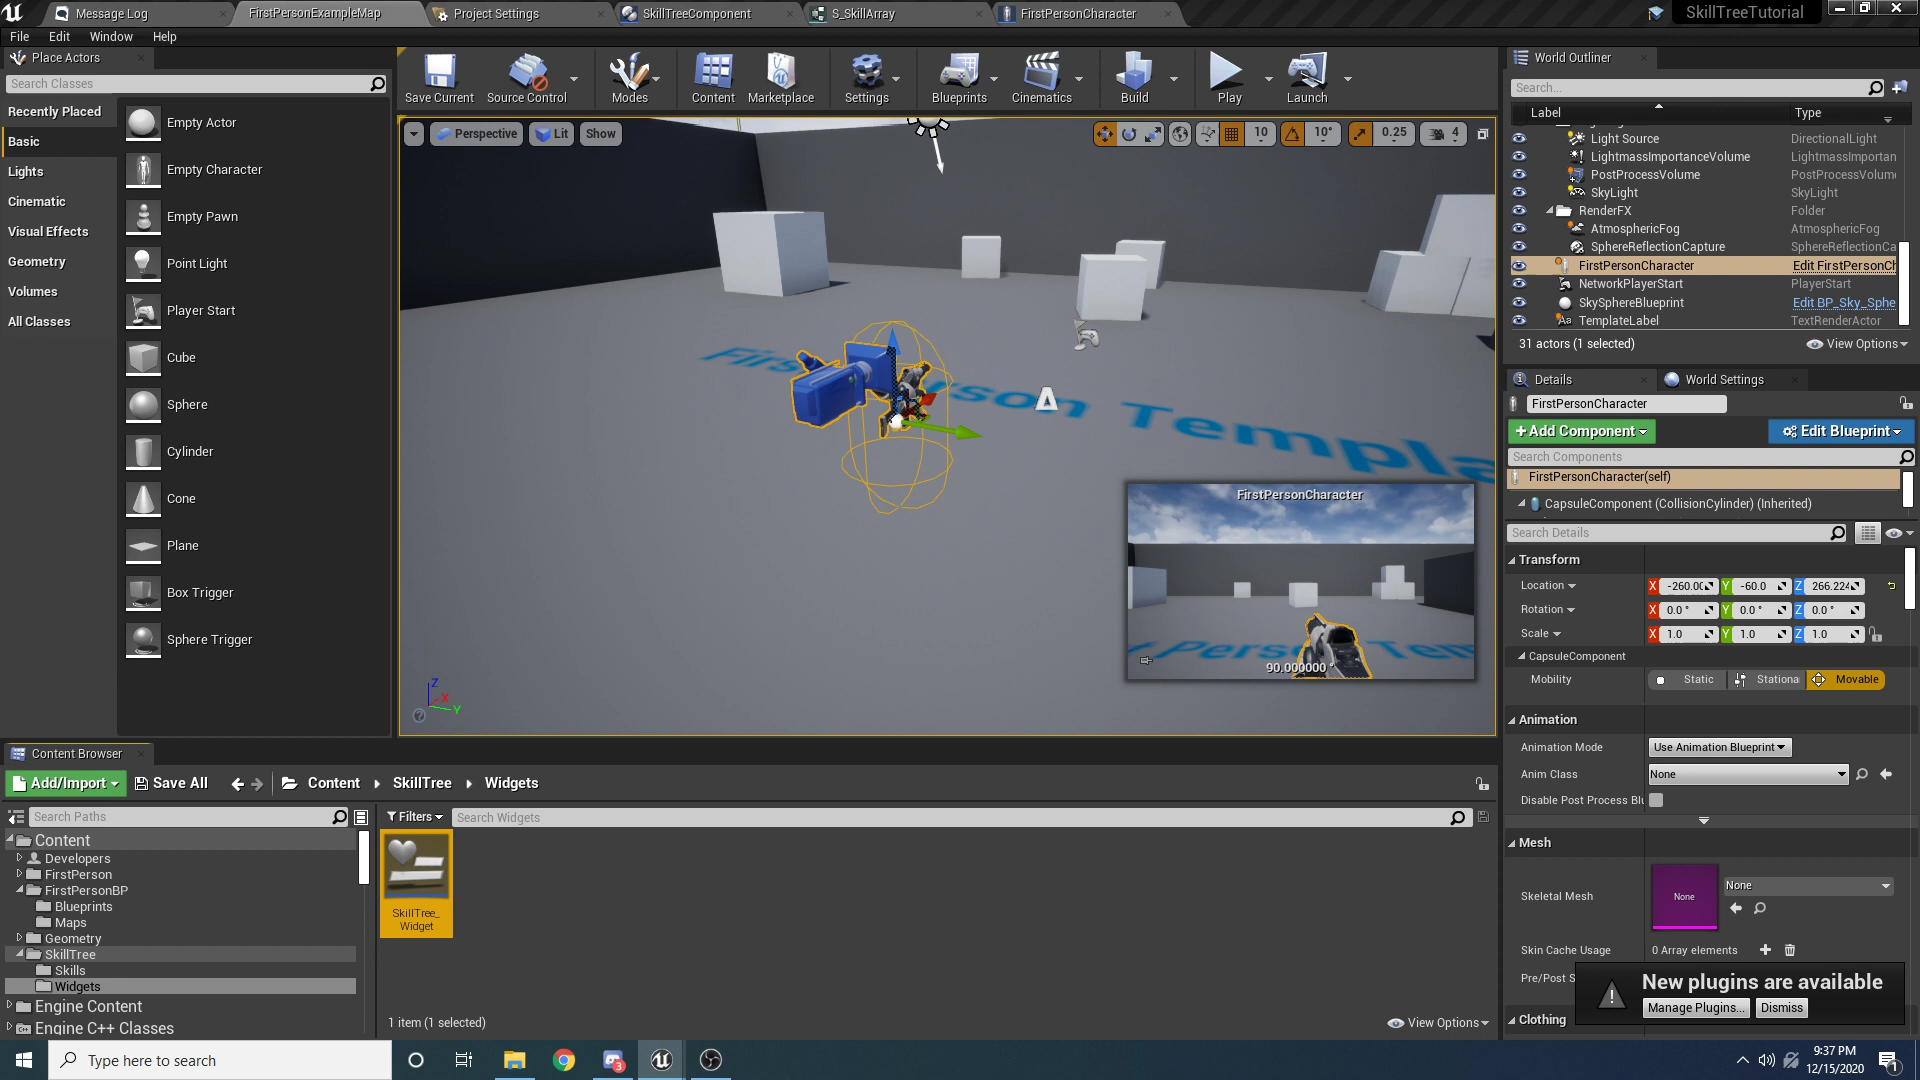 Message Log
FirstPersonExampleMap
Project Settings
SkillTreeComponent
S_SkillArray
FirstPersonCharacter
SkillTreeTutorial
File
Edit
Window
Help
Place Actors
Search Classes
Recently Placed
Basic
Lights
Cinematic
Visual Effects
Geometry
Volumes
All Classes
Empty Actor
Empty Character
Empty Pawn
Point Light
Player Start
Cube
Sphere
Cylinder
Cone
Plane
Box Trigger
Sphere Trigger
Save Current
Source Control
Modes
Content
Marketplace
Settings
Blueprints
Cinematics
Build
Play
Launch
Perspective
Lit
Show
10
10°
0.25
4
First Person Templa
FirstPersonCharacter
90.000000 °
Z
X
Y
World Outliner
Search...
Label
Type
Light Source
DirectionalLight
LightmassImportanceVolume
LightmassImportan
PostProcessVolume
PostProcessVolum
SkyLight
SkyLight
RenderFX
Folder
AtmosphericFog
AtmosphericFog
SphereReflectionCapture
SphereReflectionCa
FirstPersonCharacter
Edit FirstPersonCh
NetworkPlayerStart
PlayerStart
SkySphereBlueprint
Edit BP_Sky_Sphe
TemplateLabel
TextRenderActor
31 actors (1 selected)
View Options
Details
World Settings
FirstPersonCharacter
Add Component
Edit Blueprint
Search Components
FirstPersonCharacter(self)
CapsuleComponent (CollisionCylinder) (Inherited)
Search Details
Transform
Location
X -260.00
Y -60.0
Z 266.224
Rotation
X 0.0 °
Y 0.0 °
Z 0.0 °
Scale
X 1.0
Y 1.0
Z 1.0
CapsuleComponent
Mobility
Static
Stationa
Movable
Animation
Animation Mode
Use Animation Blueprint
Anim Class
None
Disable Post Process Blu
Mesh
Skeletal Mesh
None
None
Skin Cache Usage
0 Array elements
Pre/Post S
Clothing
New plugins are available
Manage Plugins...
Dismiss
Content Browser
Add/Import
Save All
Content
SkillTree
Widgets
Search Paths
Filters
Search Widgets
Content
Developers
FirstPerson
FirstPersonBP
Blueprints
Maps
Geometry
SkillTree
Skills
Widgets
Engine Content
Engine C++ Classes
SkillTree_
Widget
1 item (1 selected)
View Options
Type here to search
3
9:37 PM
12/15/2020
1